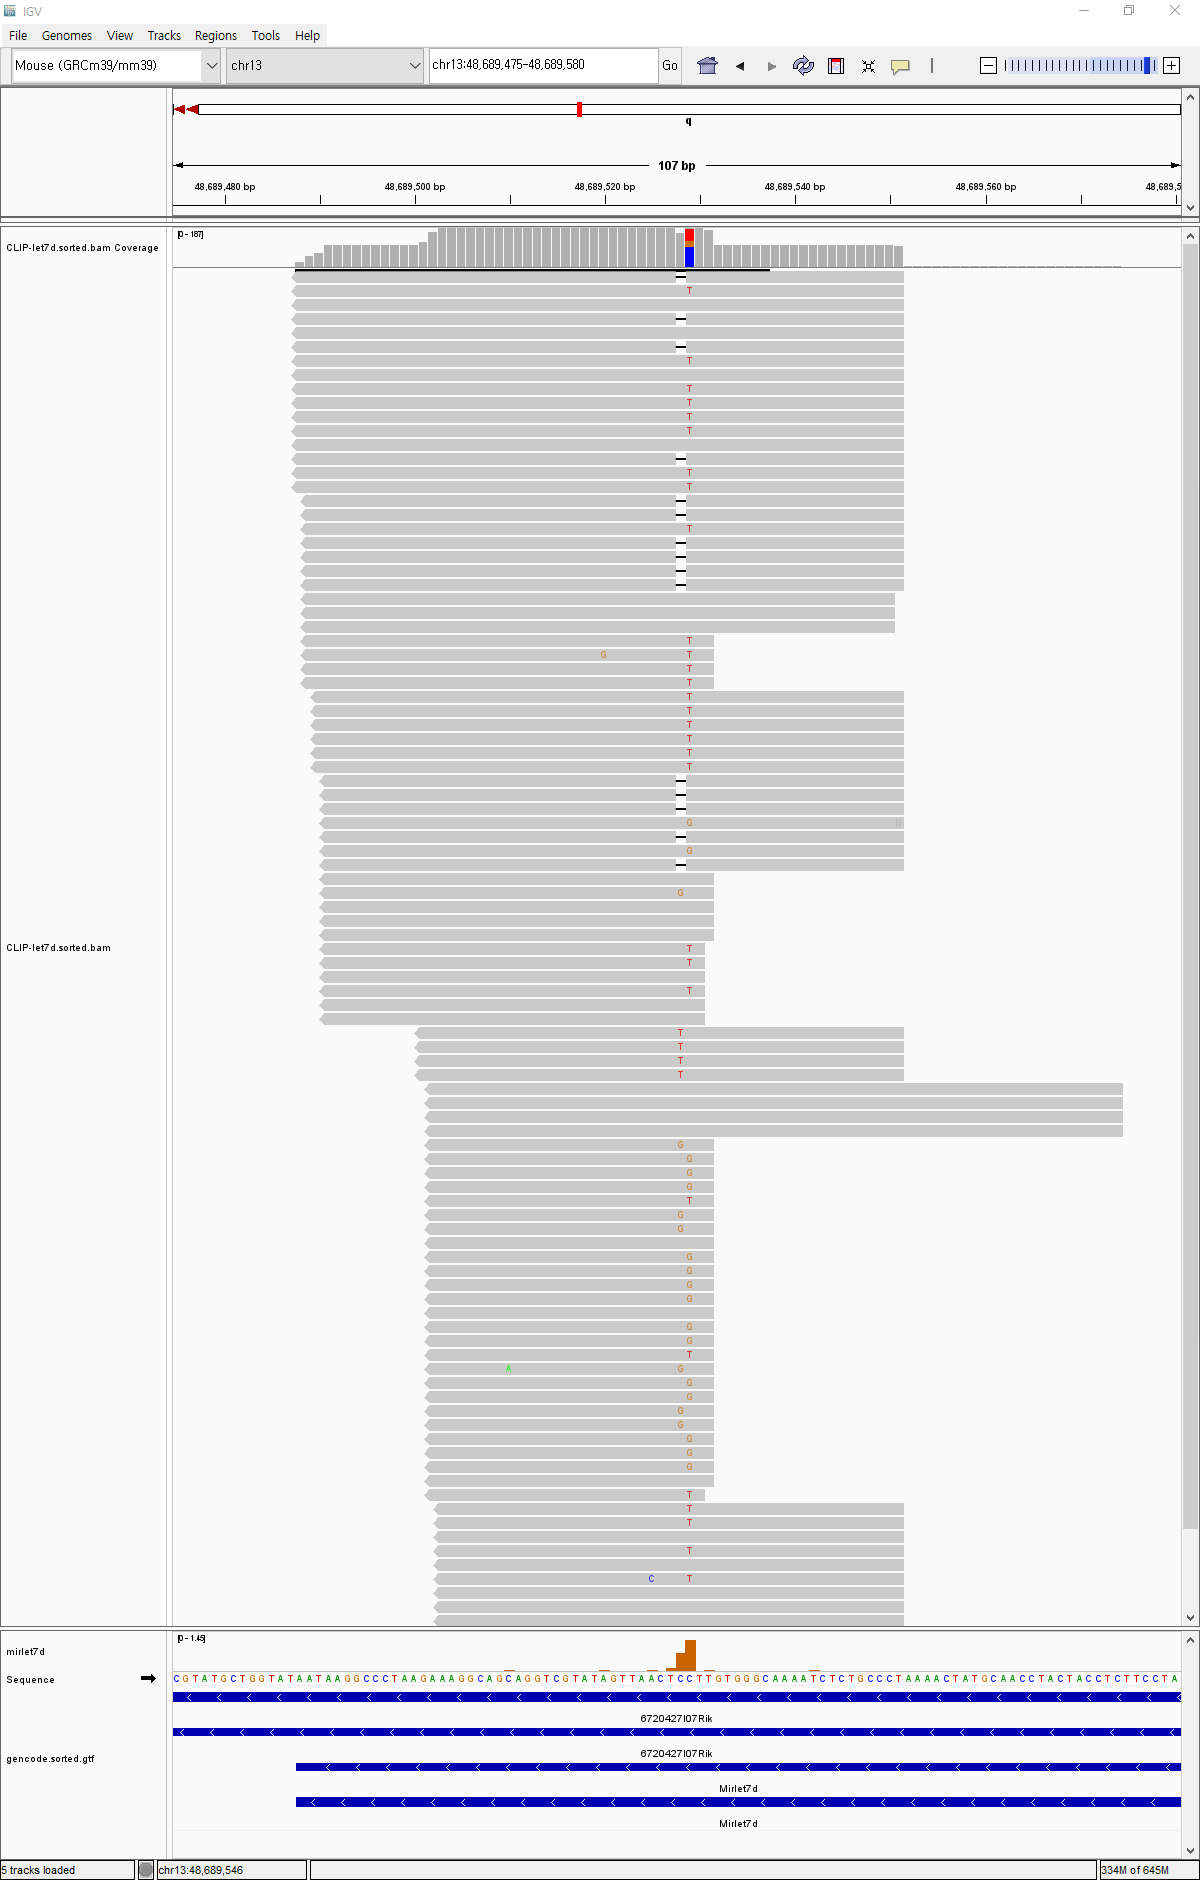 IGV
File Genomes View Tracks Regions Tools Help
Mouse (GRCm39/mm39) chr13 chr13:48,689,475-48,689,580 Go
q
107 bp
48,689,480 bp 48,689,500 bp 48,689,520 bp 48,689,540 bp 48,689,560 bp 48,689,5
CLIP-let7d.sorted.bam Coverage
[0 - 187]
T
T
T
T
T
T
T
T
T
T
G T
T
T
T
T
T
T
T
T
G
G
G
T
T
CLIP-let7d.sorted.bam
T
T
T
T
T
G
G
G
G
T
G
G
G
G
G
G
G
G
T
A G
G
G
G
G
G
G
G
T
T
T
T
C T
mirlet7d
[0 - 1.45]
Sequence
CGTATGCTGGTATAATAAGGCCCTAAGAAAGGCAGCAGGTCGTATAGTTAACTCCTTGTGGGCAAAATCTCTGCCCTAAAACTATGCAACCTACTACCTCTTCCTA
6720427I07Rik
6720427I07Rik
gencode.sorted.gtf
Mirlet7d
Mirlet7d
5 tracks loaded chr13:48,689,546 334M of 645M